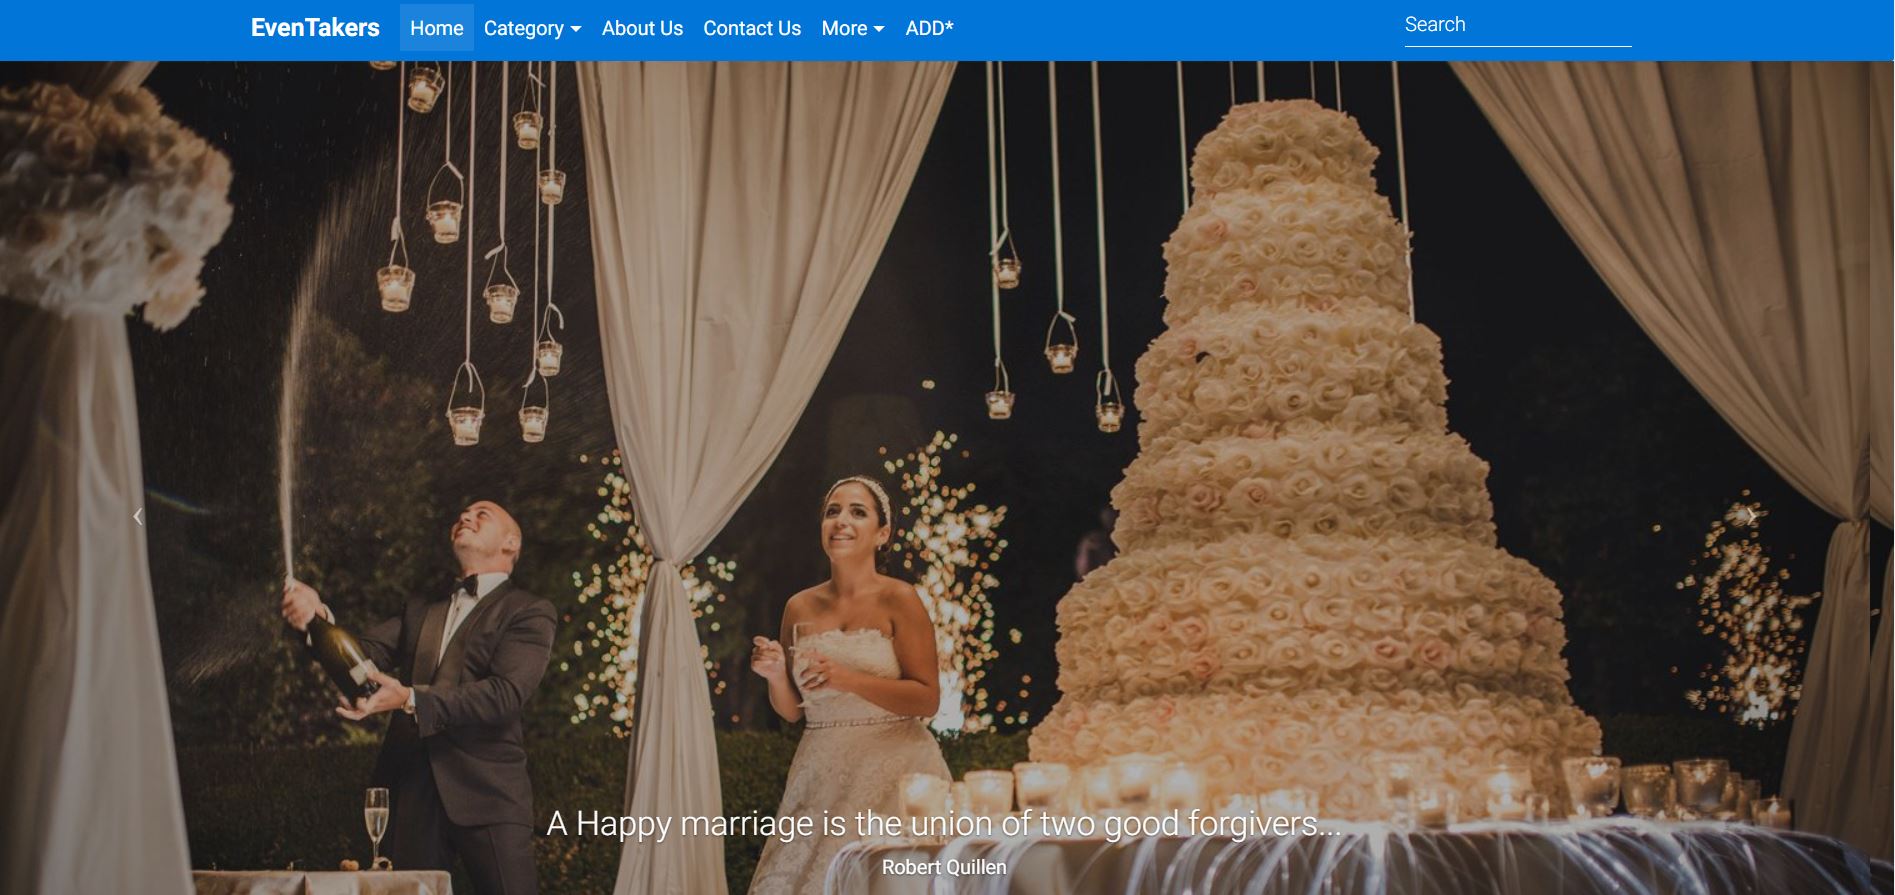 EvenTakers Home Category About Us Contact Us More ADD* Search
A Happy marriage is the union of two good forgivers...
Robert Quillen